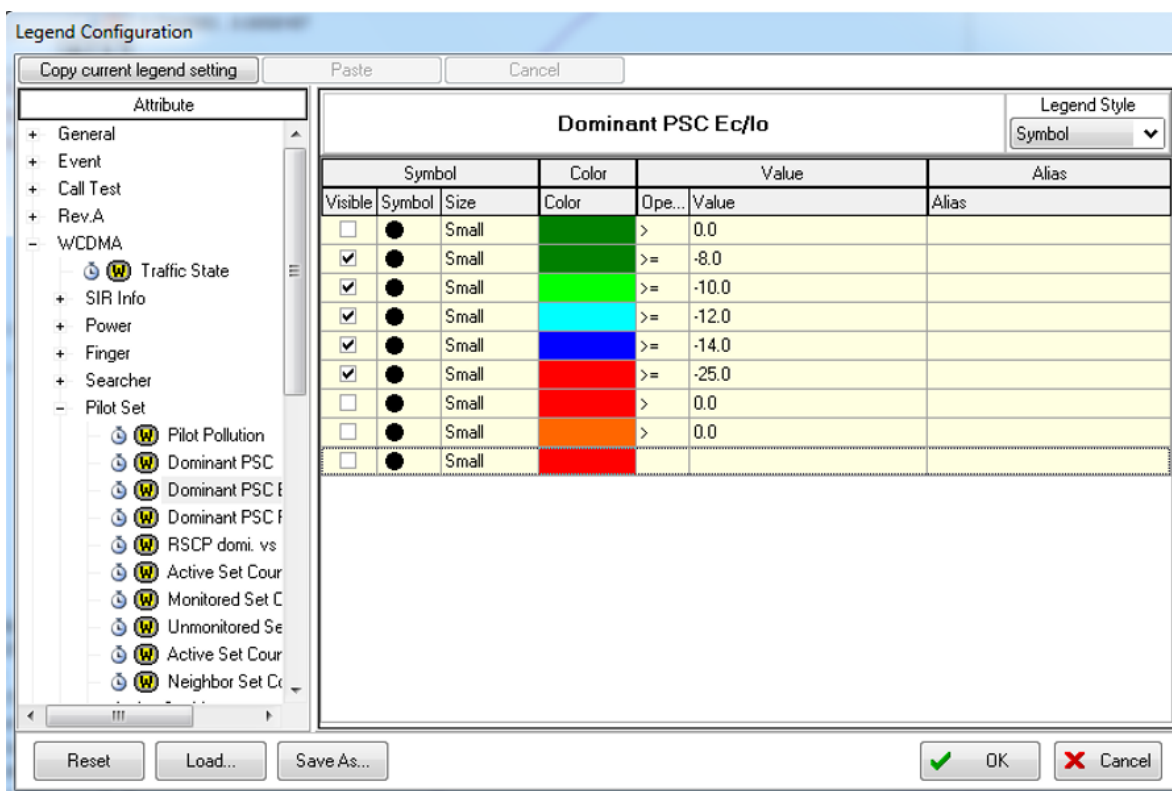 Legend Configuration
Copy current legend setting Paste Cancel
Attribute
+ General
+ Event
+ Call Test
+ Rev.A
− WCDMA
W Traffic State
+ SIR Info
+ Power
+ Finger
+ Searcher
− Pilot Set
W Pilot Pollution
W Dominant PSC
W Dominant PSC E
W Dominant PSC
W RSCP domi. vs
W Active Set Cour
W Monitored Set C
W Unmonitored Se
W Active Set Cour
W Neighbor Set Co
Dominant PSC Ec/Io
Legend Style
Symbol
Symbol Color Value Alias
Visible Symbol Size Color Ope... Value Alias
Small > 0.0
Small >= -8.0
Small >= -10.0
Small >= -12.0
Small >= -14.0
Small >= -25.0
Small > 0.0
Small > 0.0
Small
Reset Load... Save As... OK Cancel